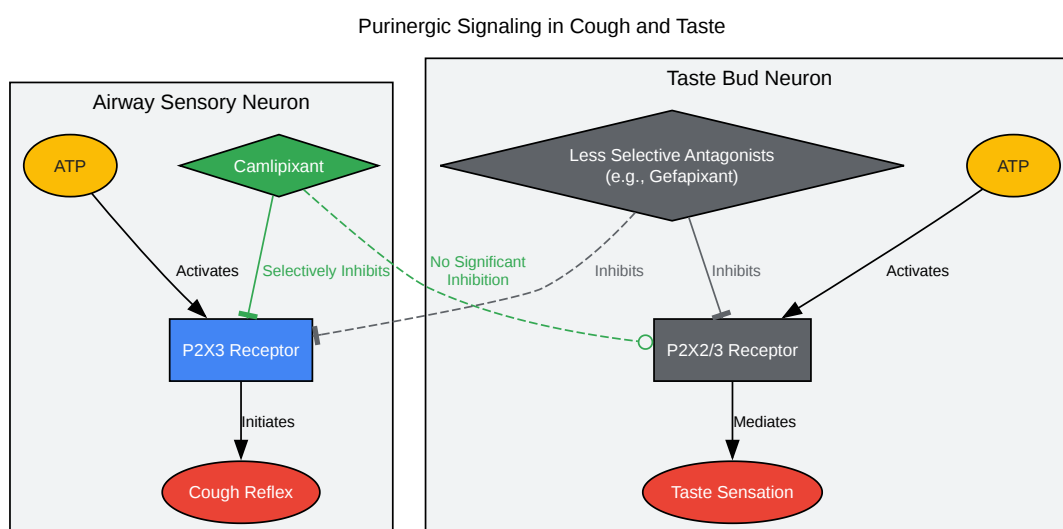 Purinergic Signaling in Cough and Taste
Airway Sensory Neuron
Taste Bud Neuron
ATP
Camlipixant
Less Selective Antagonists
(e.g., Gefapixant)
ATP
Activates
Selectively Inhibits
No Significant
Inhibition
Inhibits
Inhibits
Activates
P2X3 Receptor
P2X2/3 Receptor
Initiates
Mediates
Cough Reflex
Taste Sensation